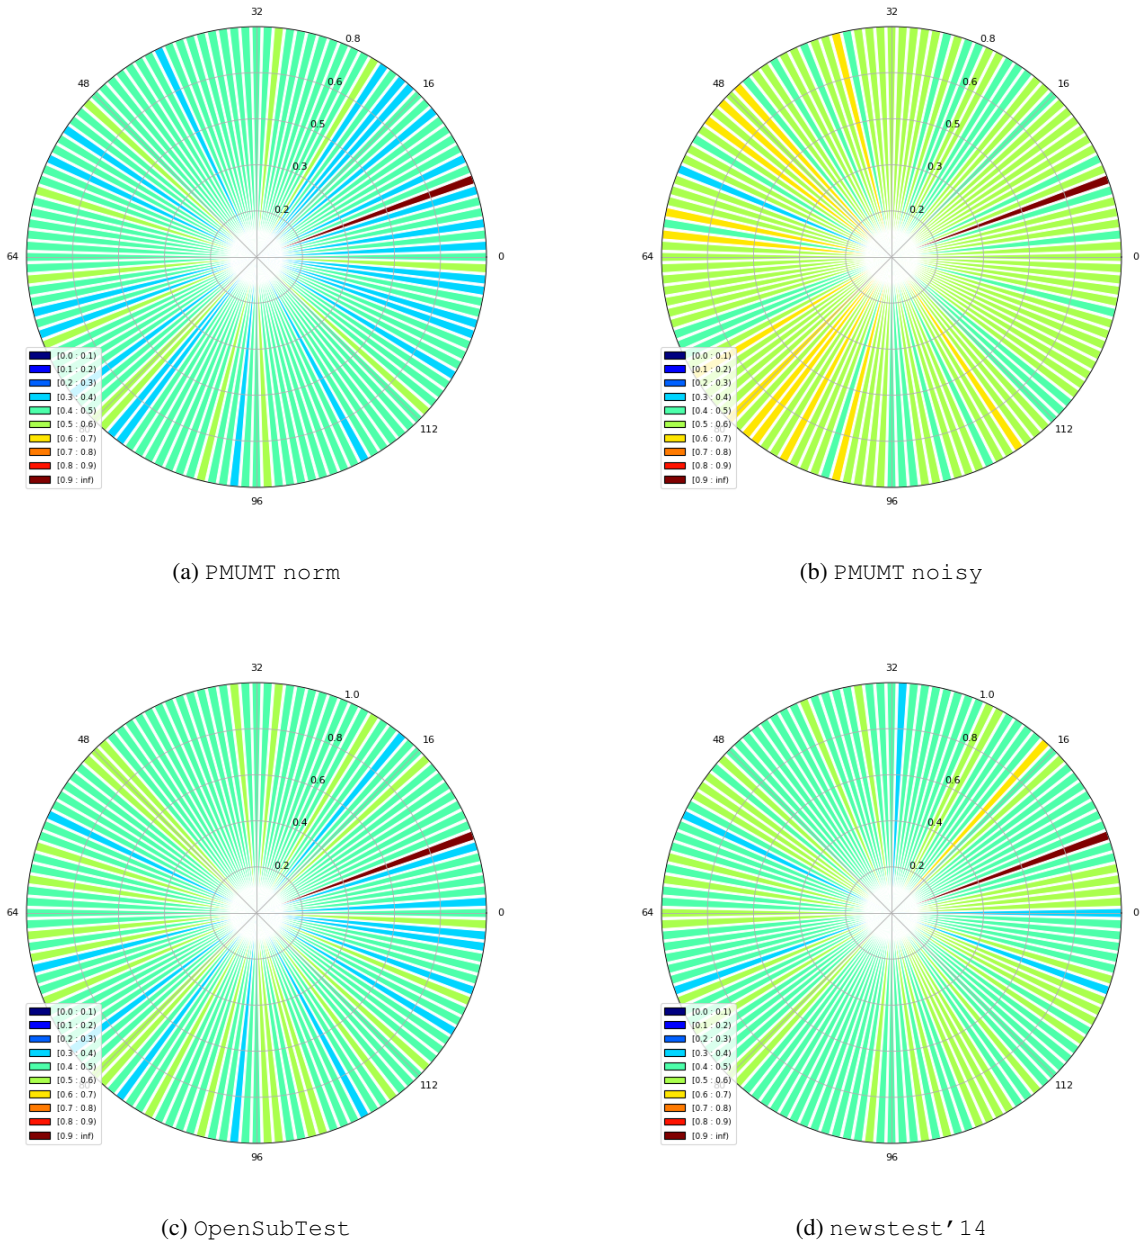 32
48
0.8
0.6
16
0.5
0.3
0.2
64
0
[0.0 : 0.1)
[0.1 : 0.2)
[0.2 : 0.3)
[0.3 : 0.4)
[0.4 : 0.5)
[0.5 : 0.6)
[0.6 : 0.7)
[0.7 : 0.8)
[0.8 : 0.9)
[0.9 : inf)
80
112
96
(a) PMUMT norm
32
48
0.8
0.6
16
0.5
0.3
0.2
64
0
[0.0 : 0.1)
[0.1 : 0.2)
[0.2 : 0.3)
[0.3 : 0.4)
[0.4 : 0.5)
[0.5 : 0.6)
[0.6 : 0.7)
[0.7 : 0.8)
[0.8 : 0.9)
[0.9 : inf)
80
112
96
(b) PMUMT noisy
32
48
1.0
0.8
16
0.6
0.4
0.2
64
0
[0.0 : 0.1)
[0.1 : 0.2)
[0.2 : 0.3)
[0.3 : 0.4)
[0.4 : 0.5)
[0.5 : 0.6)
[0.6 : 0.7)
[0.7 : 0.8)
[0.8 : 0.9)
[0.9 : inf)
80
112
96
(c) OpenSubTest
32
48
1.0
0.8
16
0.6
0.4
0.2
64
0
[0.0 : 0.1)
[0.1 : 0.2)
[0.2 : 0.3)
[0.3 : 0.4)
[0.4 : 0.5)
[0.5 : 0.6)
[0.6 : 0.7)
[0.7 : 0.8)
[0.8 : 0.9)
[0.9 : inf)
80
112
96
(d) newstest'14